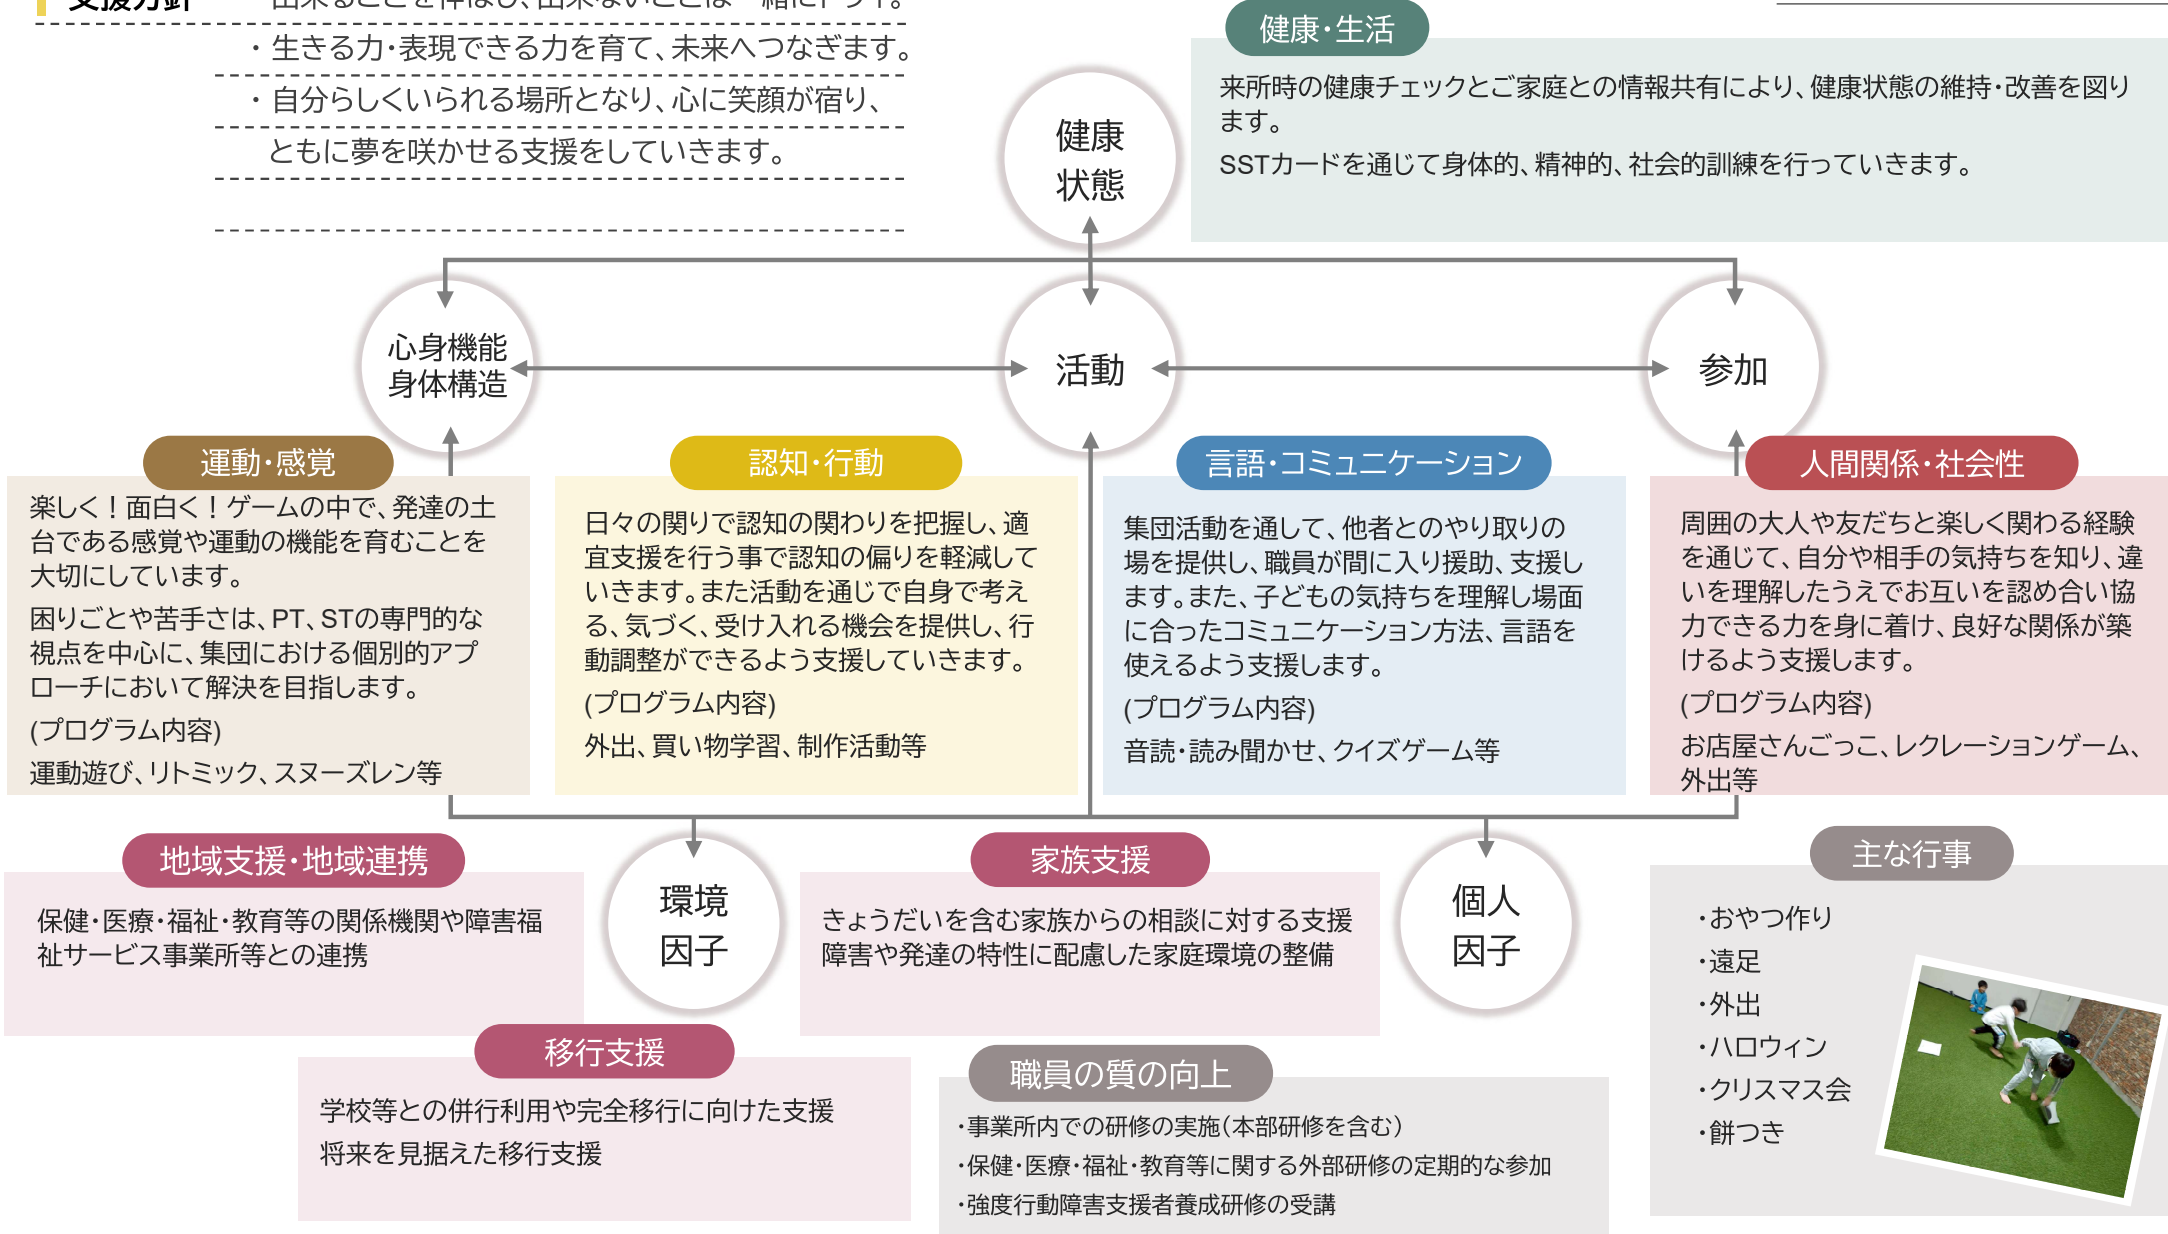 支援方針
・出来ることを伸ばし、出来ないことは一緒にトライ。
・生きる力・表現できる力を育て、未来へつなぎます。
・自分らしくいられる場所となり、心に笑顔が宿り、
ともに夢を咲かせる支援をしていきます。
健康・生活
来所時の健康チェックとご家庭との情報共有により、健康状態の維持・改善を図り
ます。
SSTカードを通じて身体的、精神的、社会的訓練を行っていきます。
健康
状態
心身機能
身体構造
活動
参加
運動・感覚
楽しく！面白く！ゲームの中で、発達の土
台である感覚や運動の機能を育むことを
大切にしています。
困りごとや苦手さは、PT、STの専門的な
視点を中心に、集団における個別的アプ
ローチにおいて解決を目指します。
(プログラム内容)
運動遊び、リトミック、スヌーズレン等
認知・行動
日々の関りで認知の関わりを把握し、適
宜支援を行う事で認知の偏りを軽減して
いきます。また活動を通じで自身で考え
る、気づく、受け入れる機会を提供し、行
動調整ができるよう支援していきます。
(プログラム内容)
外出、買い物学習、制作活動等
言語・コミュニケーション
集団活動を通して、他者とのやり取りの
場を提供し、職員が間に入り援助、支援し
ます。また、子どもの気持ちを理解し場面
に合ったコミュニケーション方法、言語を
使えるよう支援します。
(プログラム内容)
音読・読み聞かせ、クイズゲーム等
人間関係・社会性
周囲の大人や友だちと楽しく関わる経験
を通じて、自分や相手の気持ちを知り、違
いを理解したうえでお互いを認め合い協
力できる力を身に着け、良好な関係が築
けるよう支援します。
(プログラム内容)
お店屋さんごっこ、レクレーションゲーム、
外出等
地域支援・地域連携
保健・医療・福祉・教育等の関係機関や障害福
祉サービス事業所等との連携
環境
因子
家族支援
きょうだいを含む家族からの相談に対する支援
障害や発達の特性に配慮した家庭環境の整備
個人
因子
主な行事
・おやつ作り
・遠足
・外出
・ハロウィン
・クリスマス会
・餅つき
移行支援
学校等との併行利用や完全移行に向けた支援
将来を見据えた移行支援
職員の質の向上
・事業所内での研修の実施（本部研修を含む）
・保健・医療・福祉・教育等に関する外部研修の定期的な参加
・強度行動障害支援者養成研修の受講